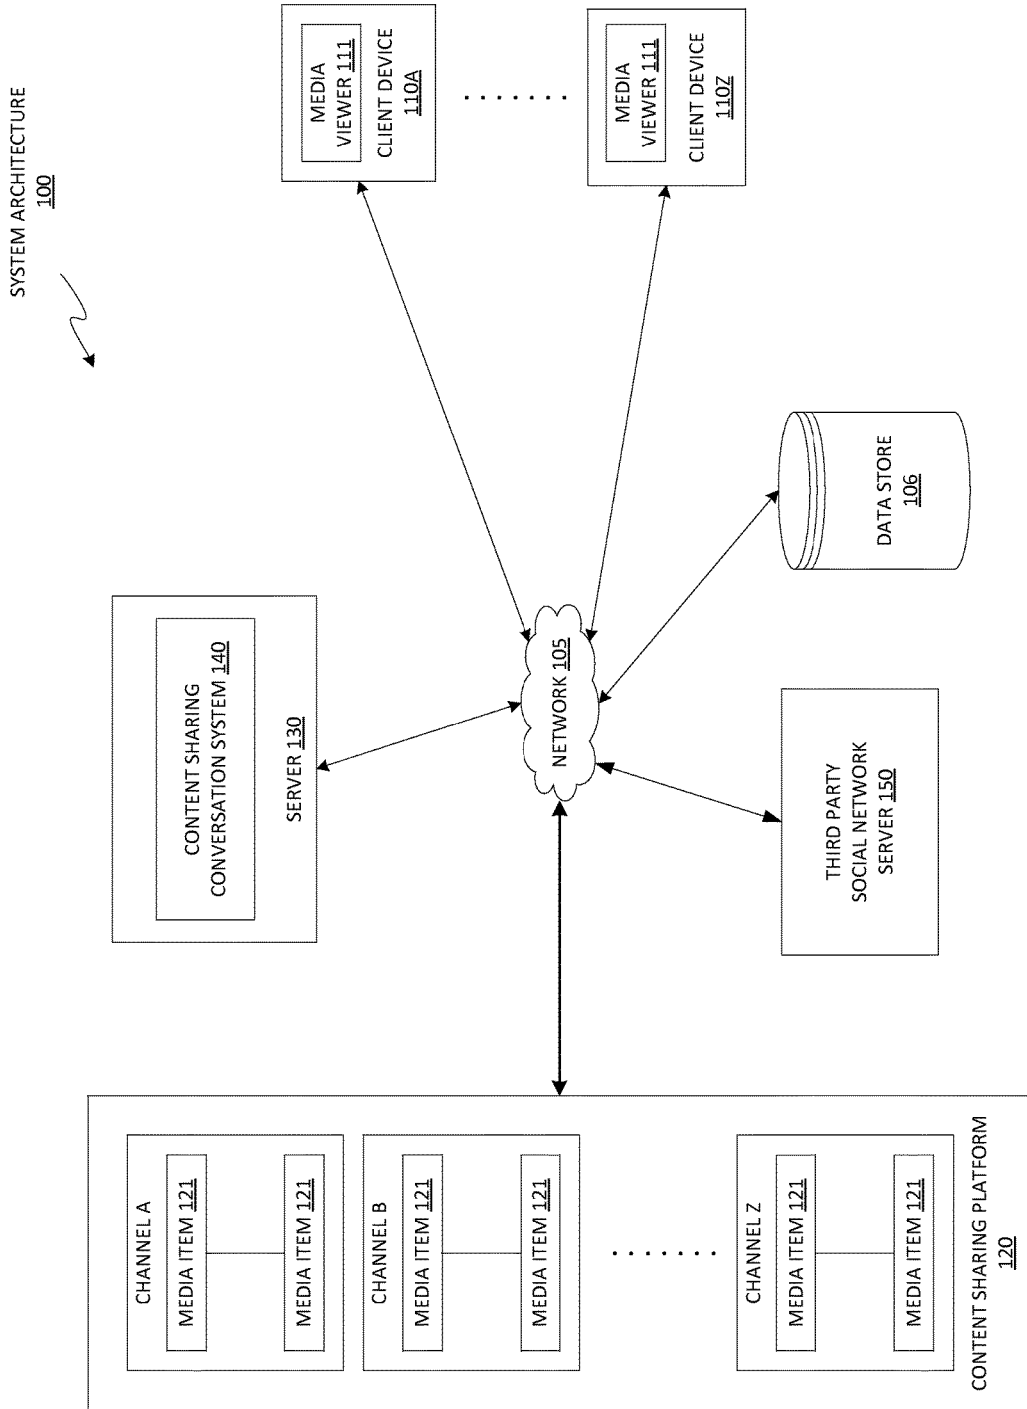 SYSTEM ARCHITECTURE
100
CHANNEL A
MEDIA ITEM 121
MEDIA ITEM 121
CHANNEL B
MEDIA ITEM 121
MEDIA ITEM 121
CHANNEL Z
MEDIA ITEM 121
MEDIA ITEM 121
CONTENT SHARING PLATFORM
120
CONTENT SHARING
CONVERSATION SYSTEM 140
SERVER 130
NETWORK 105
THIRD PARTY
SOCIAL NETWORK
SERVER 150
DATA STORE
106
MEDIA
VIEWER 111
CLIENT DEVICE
110A
MEDIA
VIEWER 111
CLIENT DEVICE
110Z